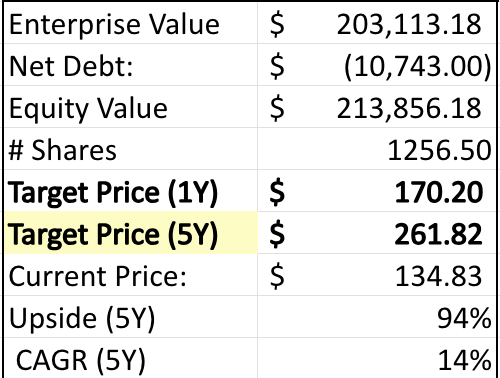 Enterprise Value $ 203,113.18
Net Debt: $ (10,743.00)
Equity Value $ 213,856.18
# Shares 1256.50
Target Price (1Y) $ 170.20
Target Price (5Y) $ 261.82
Current Price: $ 134.83
Upside (5Y) 94%
CAGR (5Y) 14%